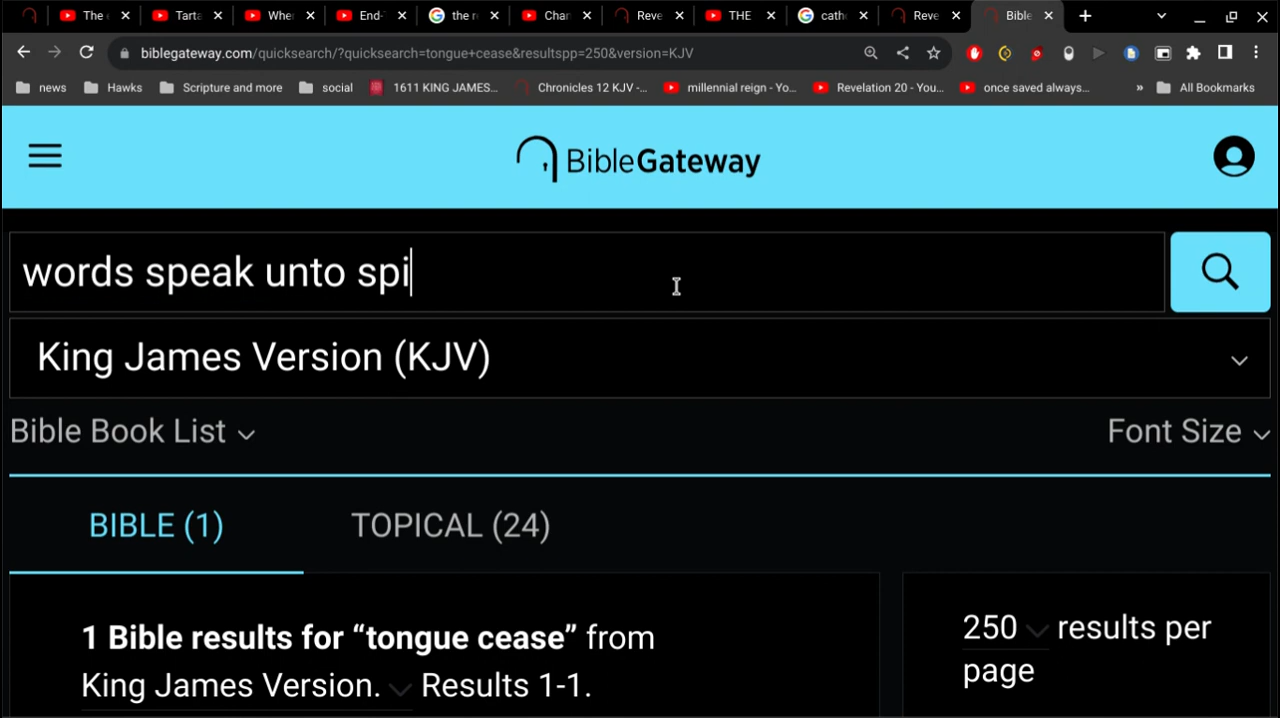 The
Tarta
Whe
End-
the re
Char
Reve
THE
cath
Reve
Bible
biblegateway.com/quicksearch/?quicksearch=tongue+cease&resultspp=250&version=KJV
news Hawks Scripture and more social 1611 KING JAMES... Chronicles 12 KJV -... millennial reign - Yo... Revelation 20 - You... once saved always... » All Bookmarks
BibleGateway
words speak unto spi
King James Version (KJV)
Bible Book List Font Size
BIBLE (1) TOPICAL (24)
1 Bible results for “tongue cease” from
King James Version. Results 1-1.
250 results per
page